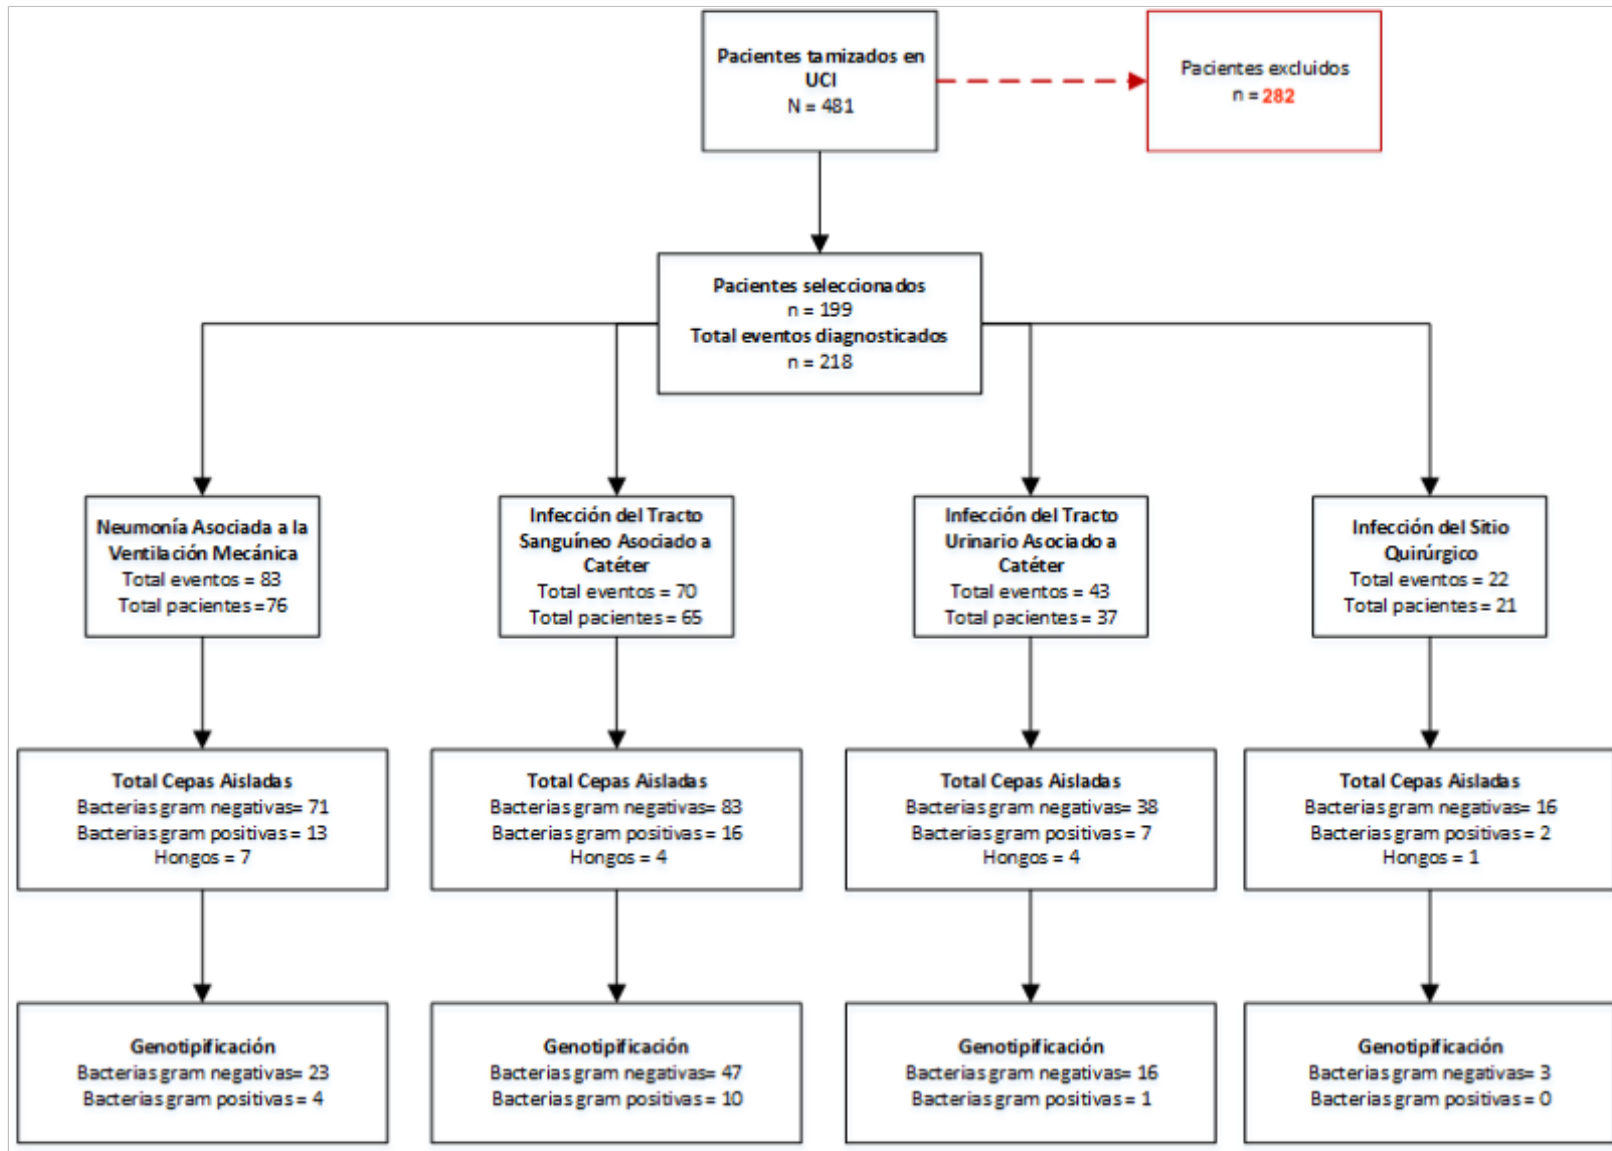 Pacientes tamizados en
UCI
N = 481
Pacientes excluidos
n = 282
Pacientes seleccionados
n = 199
Total eventos diagnosticados
n = 218
Neumonía Asociada a la
Ventilación Mecánica
Total eventos = 83
Total pacientes =76
Infección del Tracto
Sanguíneo Asociado a
Catéter
Total eventos = 70
Total pacientes = 65
Infección del Tracto
Urinario Asociado a
Catéter
Total eventos = 43
Total pacientes = 37
Infección del Sitio
Quirúrgico
Total eventos = 22
Total pacientes = 21
Total Cepas Aisladas
Bacterias gram negativas= 71
Bacterias gram positivas = 13
Hongos = 7
Total Cepas Aisladas
Bacterias gram negativas= 83
Bacterias gram positivas = 16
Hongos = 4
Total Cepas Aisladas
Bacterias gram negativas= 38
Bacterias gram positivas = 7
Hongos = 4
Total Cepas Aisladas
Bacterias gram negativas= 16
Bacterias gram positivas = 2
Hongos = 1
Genotipificación
Bacterias gram negativas= 23
Bacterias gram positivas = 4
Genotipificación
Bacterias gram negativas= 47
Bacterias gram positivas = 10
Genotipificación
Bacterias gram negativas= 16
Bacterias gram positivas = 1
Genotipificación
Bacterias gram negativas= 3
Bacterias gram positivas = 0